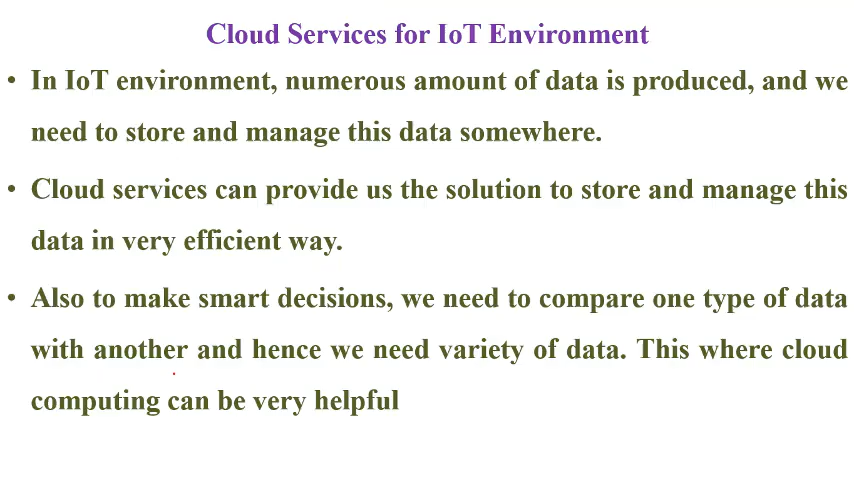 Cloud Services for IoT Environment
• In IoT environment, numerous amount of data is produced, and we
need to store and manage this data somewhere.
• Cloud services can provide us the solution to store and manage this
data in very efficient way.
• Also to make smart decisions, we need to compare one type of data
with another and hence we need variety of data. This where cloud
computing can be very helpful